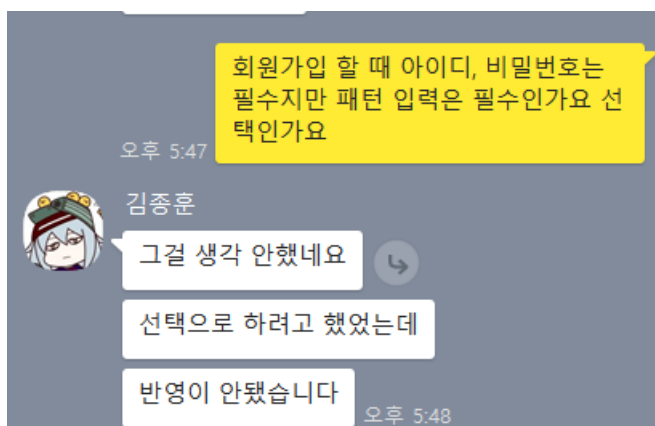 회원가입 할 때 아이디, 비밀번호는
필수지만 패턴 입력은 필수인가요 선
택인가요
오후 5:47
김종훈
그걸 생각 안했네요
선택으로 하려고 했었는데
반영이 안됐습니다
오후 5:48